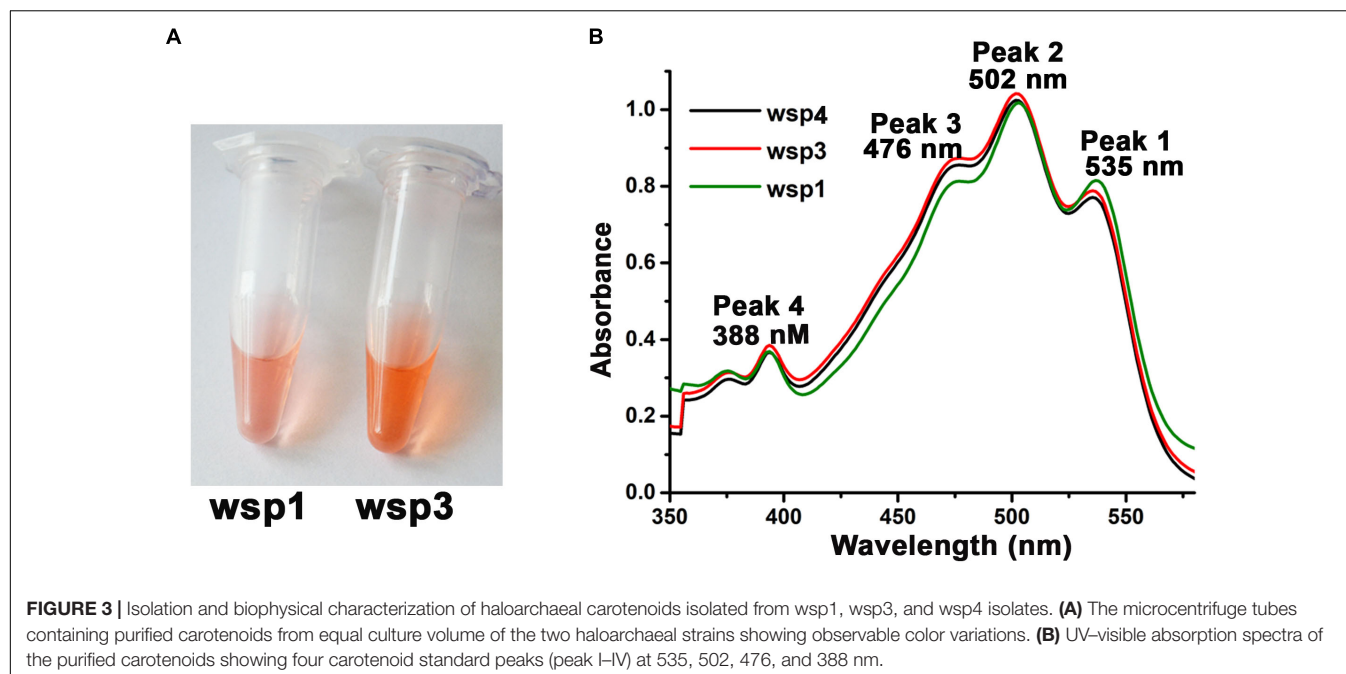 A
wsp1 wsp3
B
Peak 2
502 nm
Peak 3
476 nm
Peak 1
535 nm
Peak 4
388 nM
wsp4
wsp3
wsp1
Absorbance
1.0
0.8
0.6
0.4
0.2
0.0
350 400 450 500 550
Wavelength (nm)
FIGURE 3 | Isolation and biophysical characterization of haloarchaeal carotenoids isolated from wsp1, wsp3, and wsp4 isolates. (A) The microcentrifuge tubes
containing purified carotenoids from equal culture volume of the two haloarchaeal strains showing observable color variations. (B) UV–visible absorption spectra of
the purified carotenoids showing four carotenoid standard peaks (peak I–IV) at 535, 502, 476, and 388 nm.